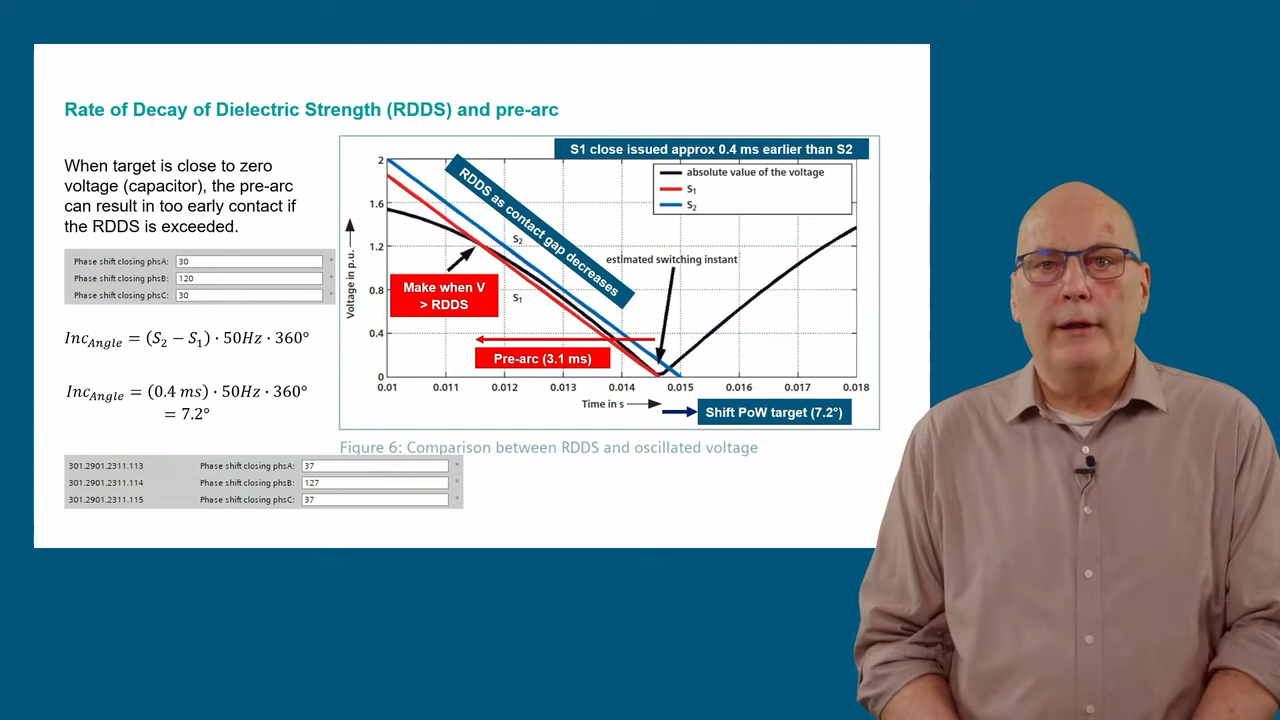 Rate of Decay of Dielectric Strength (RDDS) and pre-arc
When target is close to zero
voltage (capacitor), the pre-arc
can result in too early contact if
the RDDS is exceeded.
Phase shift closing phsA: 30 °
Phase shift closing phsB: 120 °
Phase shift closing phsC: 30 °
Inc_Angle = (S₂ − S₁) · 50Hz · 360°
Inc_Angle = (0.4 ms) · 50Hz · 360°
= 7.2°
S1 close issued approx 0.4 ms earlier than S2
absolute value of the voltage
S₁
S₂
RDDS as contact gap decreases
S₂
estimated switching instant
Make when V
> RDDS
S₁
Pre-arc (3.1 ms)
Voltage in p.u.
2
1.6
1.2
0.8
0.4
0
0.01 0.011 0.012 0.013 0.014 0.015 0.016 0.017 0.018
Time in s
Shift PoW target (7.2°)
Figure 6: Comparison between RDDS and oscillated voltage
301.2901.2311.113 Phase shift closing phsA: 37 °
301.2901.2311.114 Phase shift closing phsB: 127 °
301.2901.2311.115 Phase shift closing phsC: 37 °